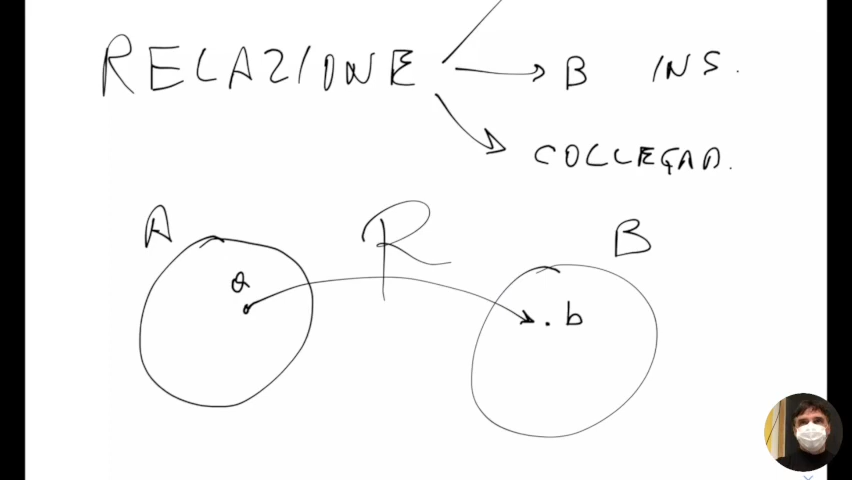 RELAZIONE
B INS.
COLLEGAM.
A R B
a
b